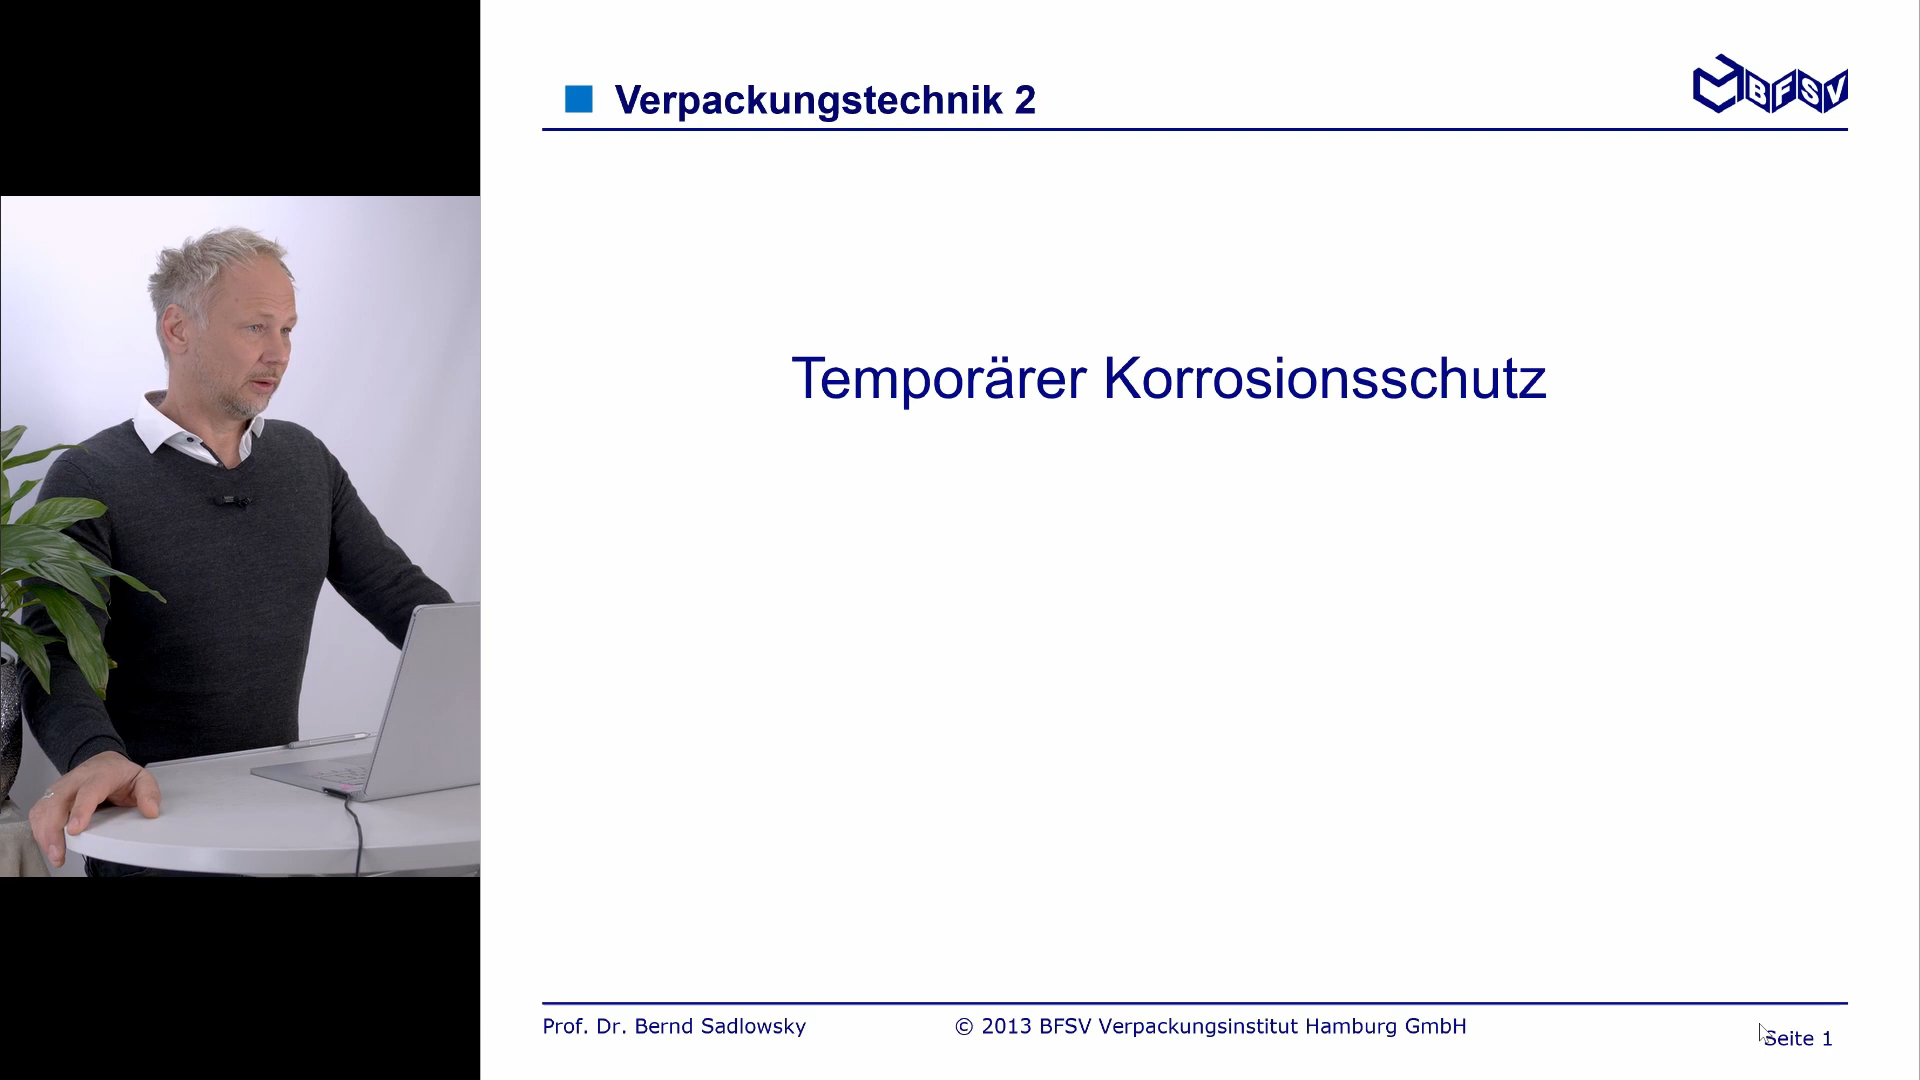 Verpackungstechnik 2
BFSV
Temporärer Korrosionsschutz
Prof. Dr. Bernd Sadlowsky
© 2013 BFSV Verpackungsinstitut Hamburg GmbH
Seite 1